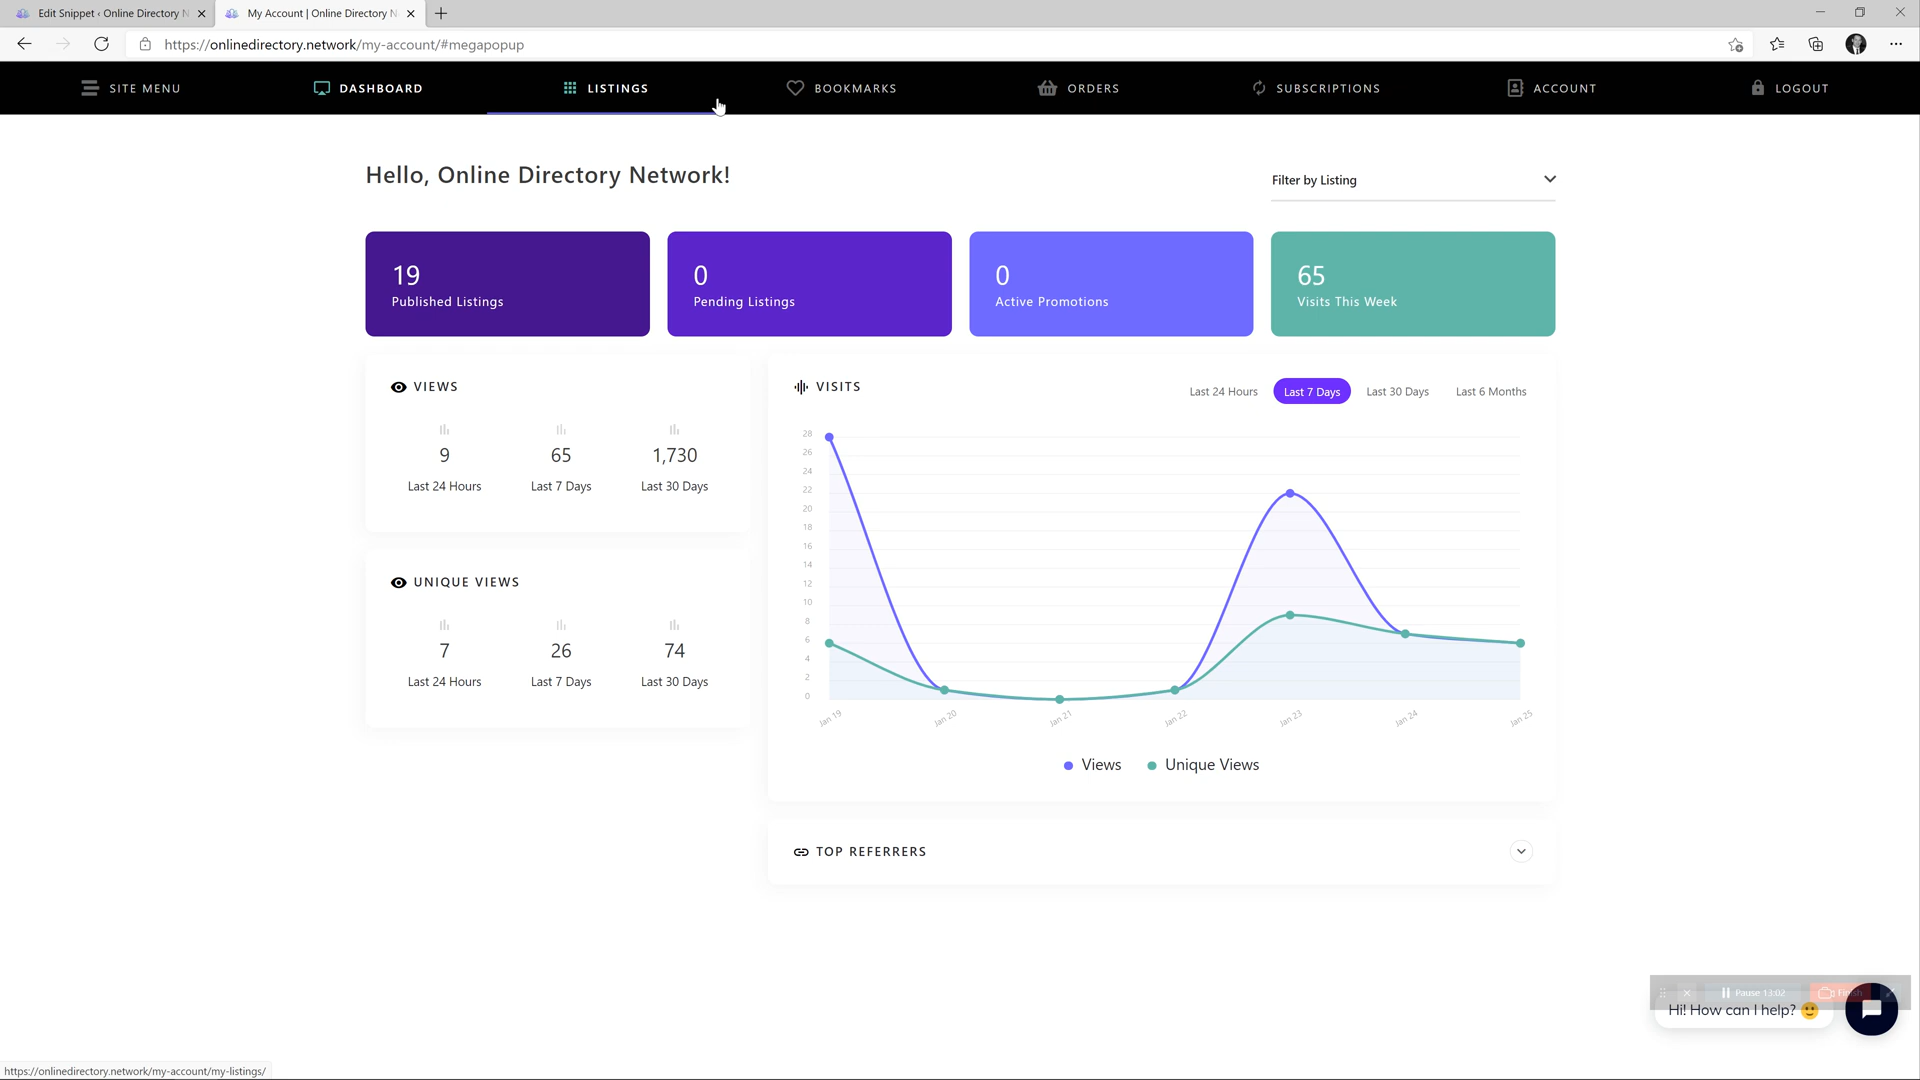 Edit Snippet ‹ Online Directory N
My Account | Online Directory N
https://onlinedirectory.network/my-account/#megapopup
SITE MENU
DASHBOARD
LISTINGS
BOOKMARKS
ORDERS
SUBSCRIPTIONS
ACCOUNT
LOGOUT
Hello, Online Directory Network!
Filter by Listing
19
Published Listings
0
Pending Listings
0
Active Promotions
65
Visits This Week
VIEWS
9
Last 24 Hours
65
Last 7 Days
1,730
Last 30 Days
UNIQUE VIEWS
7
Last 24 Hours
26
Last 7 Days
74
Last 30 Days
VISITS
Last 24 Hours
Last 7 Days
Last 30 Days
Last 6 Months
28
26
24
22
20
18
16
14
12
10
8
6
4
2
0
Jan 19
Jan 20
Jan 21
Jan 22
Jan 23
Jan 24
Jan 25
Views
Unique Views
TOP REFERRERS
Pause 13:02
Finish
Hi! How can I help? 🙂
https://onlinedirectory.network/my-account/my-listings/